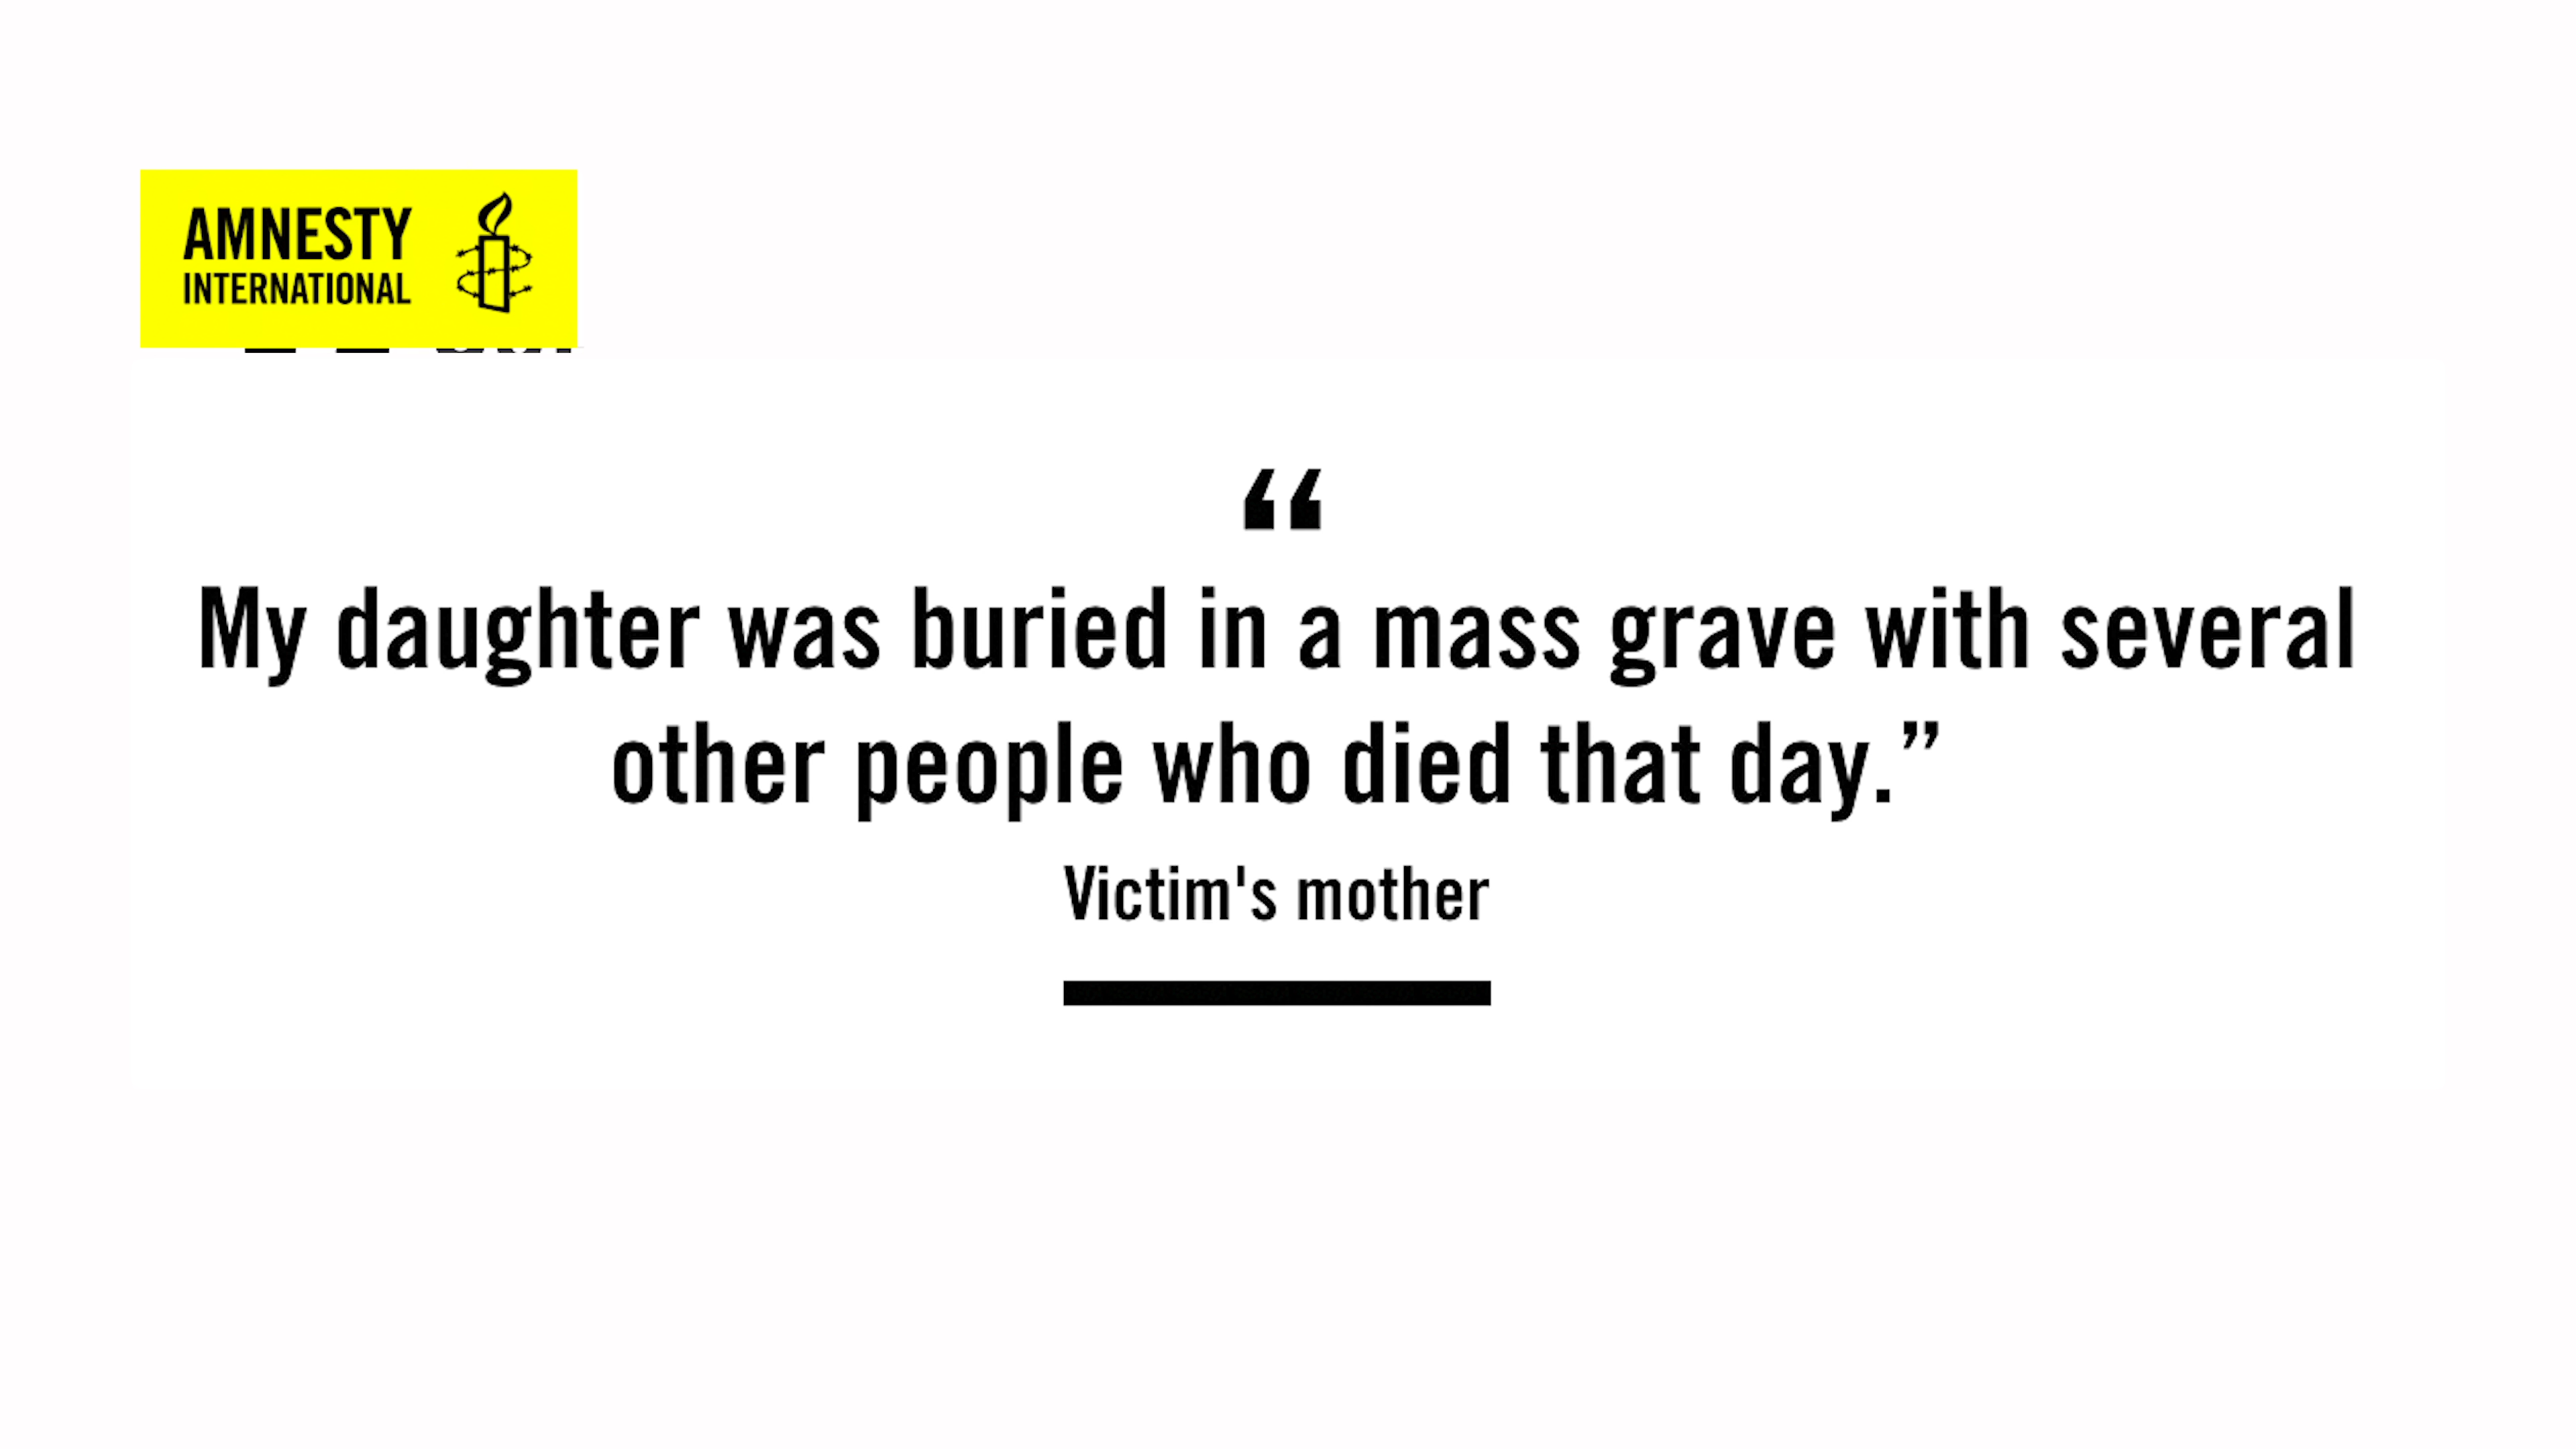 AMNESTY
INTERNATIONAL
“
My daughter was buried in a mass grave with several
other people who died that day.”
Victim's mother